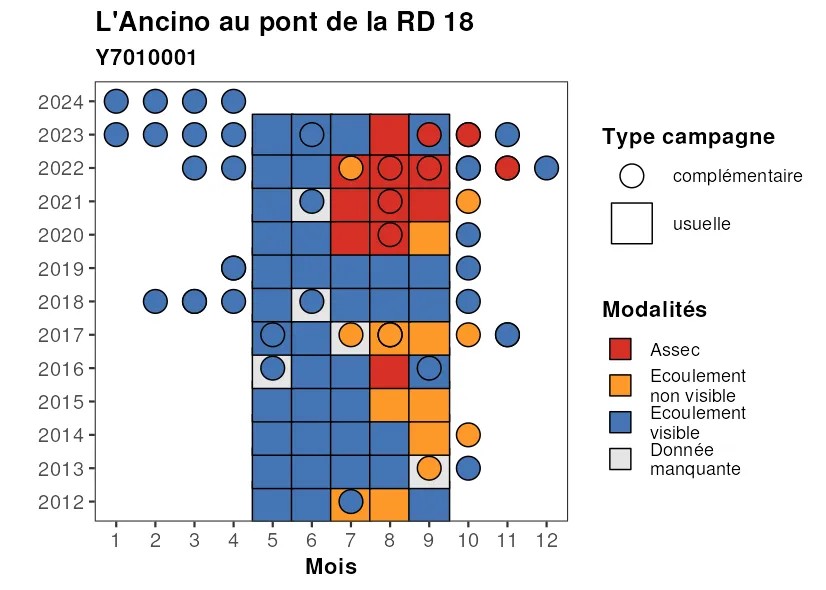 L'Ancino au pont de la RD 18
Y7010001
2024
2023
2022
2021
2020
2019
2018
2017
2016
2015
2014
2013
2012
1 2 3 4 5 6 7 8 9 10 11 12
Mois
Type campagne
complémentaire
usuelle
Modalités
Assec
Ecoulement
non visible
Ecoulement
visible
Donnée
manquante